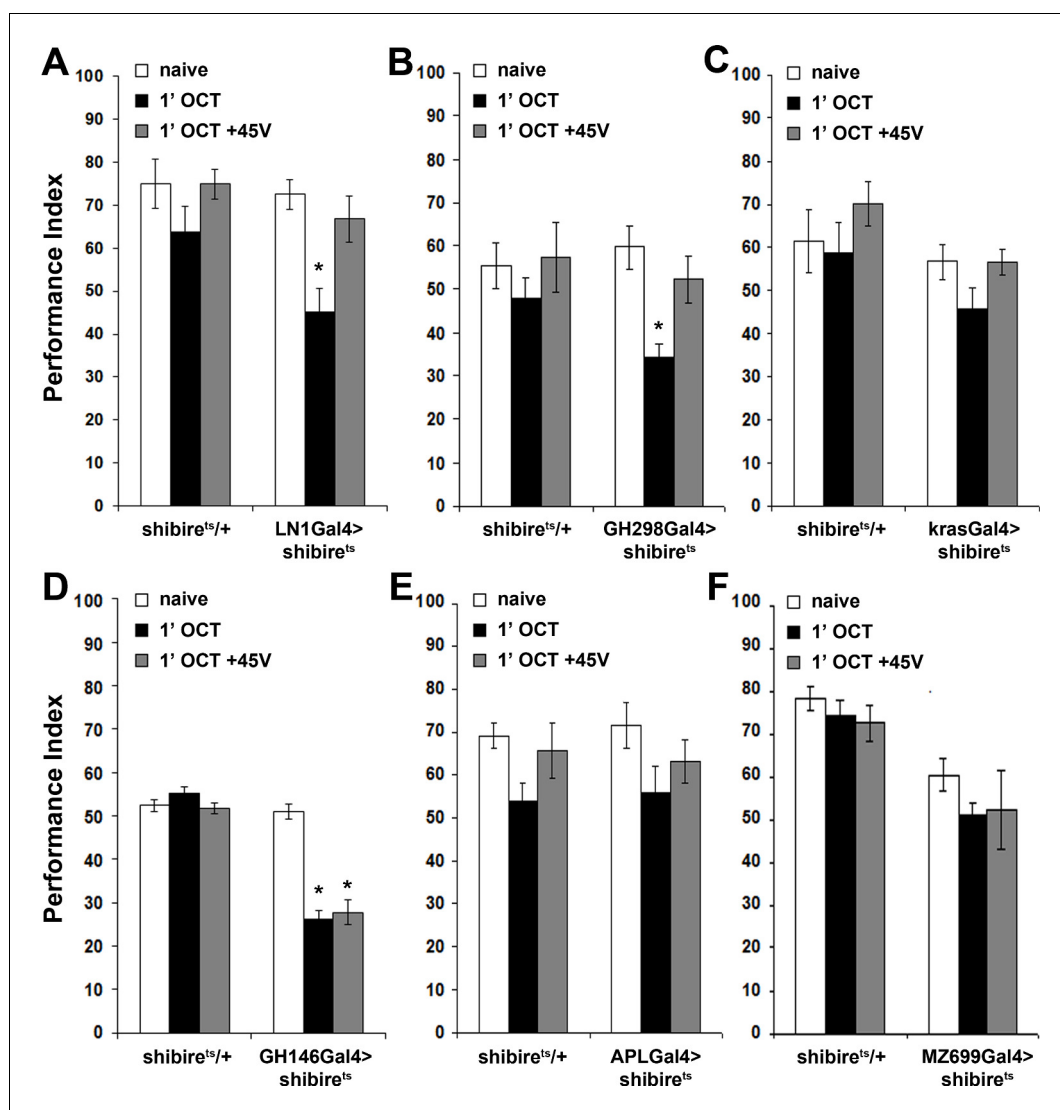 A
naive
1’ OCT
1’ OCT +45V
Performance Index
100
90
80
70
60
50
40
30
20
10
0
*
shibire^ts/+
LN1Gal4>
shibire^ts
B
naive
1’ OCT
1’ OCT +45V
100
90
80
70
60
50
40
30
20
10
0
*
shibire^ts/+
GH298Gal4>
shibire^ts
C
naive
1’ OCT
1’ OCT +45V
100
90
80
70
60
50
40
30
20
10
0
shibire^ts/+
krasGal4>
shibire^ts
D
naive
1’ OCT
1’ OCT +45V
Performance Index
100
90
80
70
60
50
40
30
20
10
0
* *
shibire^ts/+
GH146Gal4>
shibire^ts
E
naive
1’ OCT
1’ OCT +45V
100
90
80
70
60
50
40
30
20
10
0
shibire^ts/+
APLGal4>
shibire^ts
F
naive
1’ OCT
1’ OCT +45V
100
90
80
70
60
50
40
30
20
10
0
shibire^ts/+
MZ699Gal4>
shibire^ts